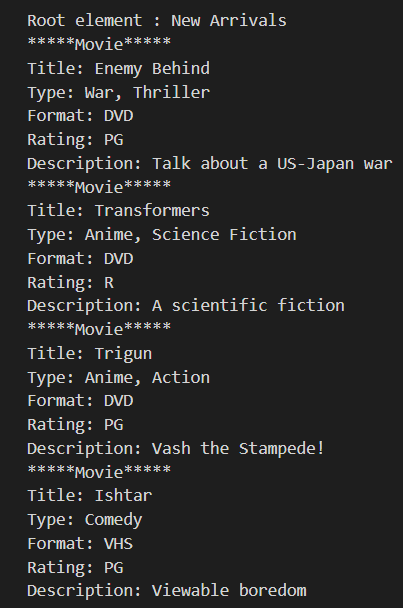 Root element : New Arrivals
*****Movie*****
Title: Enemy Behind
Type: War, Thriller
Format: DVD
Rating: PG
Description: Talk about a US-Japan war
*****Movie*****
Title: Transformers
Type: Anime, Science Fiction
Format: DVD
Rating: R
Description: A scientific fiction
*****Movie*****
Title: Trigun
Type: Anime, Action
Format: DVD
Rating: PG
Description: Vash the Stampede!
*****Movie*****
Title: Ishtar
Type: Comedy
Format: VHS
Rating: PG
Description: Viewable boredom